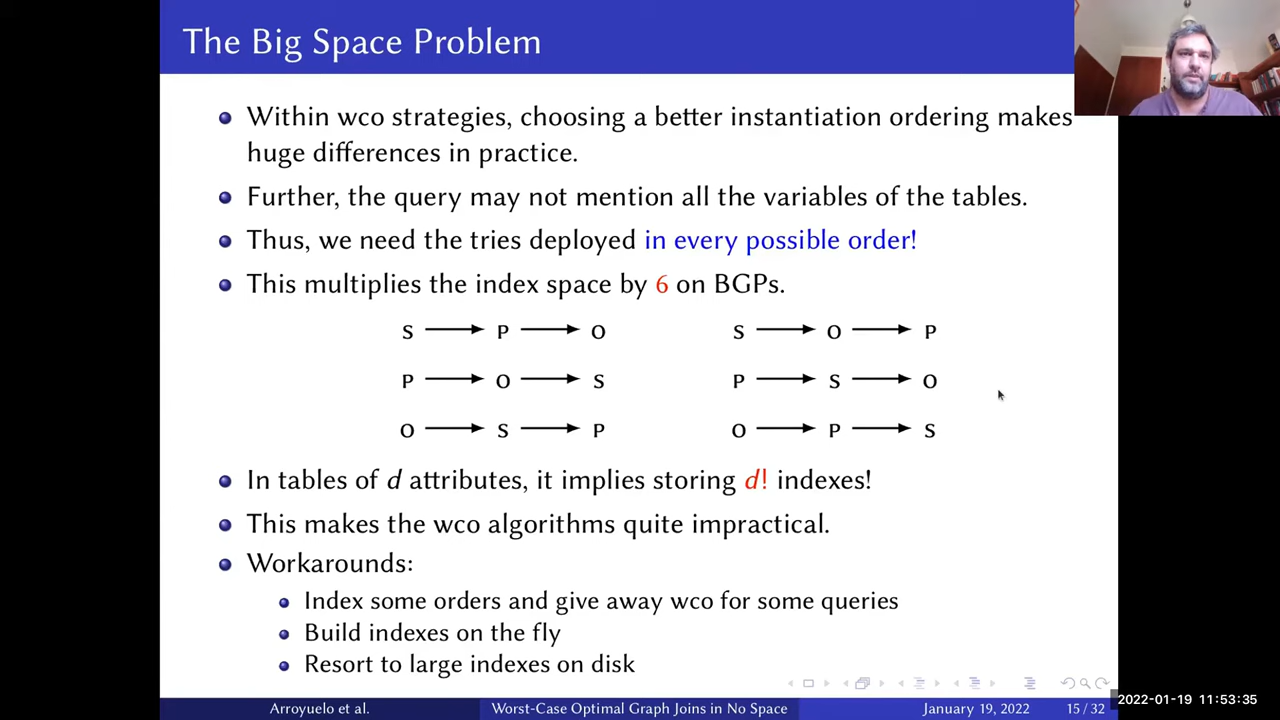 The Big Space Problem
Within wco strategies, choosing a better instantiation ordering makes
huge differences in practice.
Further, the query may not mention all the variables of the tables.
Thus, we need the tries deployed in every possible order!
This multiplies the index space by 6 on BGPs.
S P O S O P
P O S P S O
O S P O P S
In tables of d attributes, it implies storing d! indexes!
This makes the wco algorithms quite impractical.
Workarounds:
Index some orders and give away wco for some queries
Build indexes on the fly
Resort to large indexes on disk
Arroyuelo et al. Worst-Case Optimal Graph Joins in No Space January 19, 2022 15 / 32
2022-01-19 11:53:35